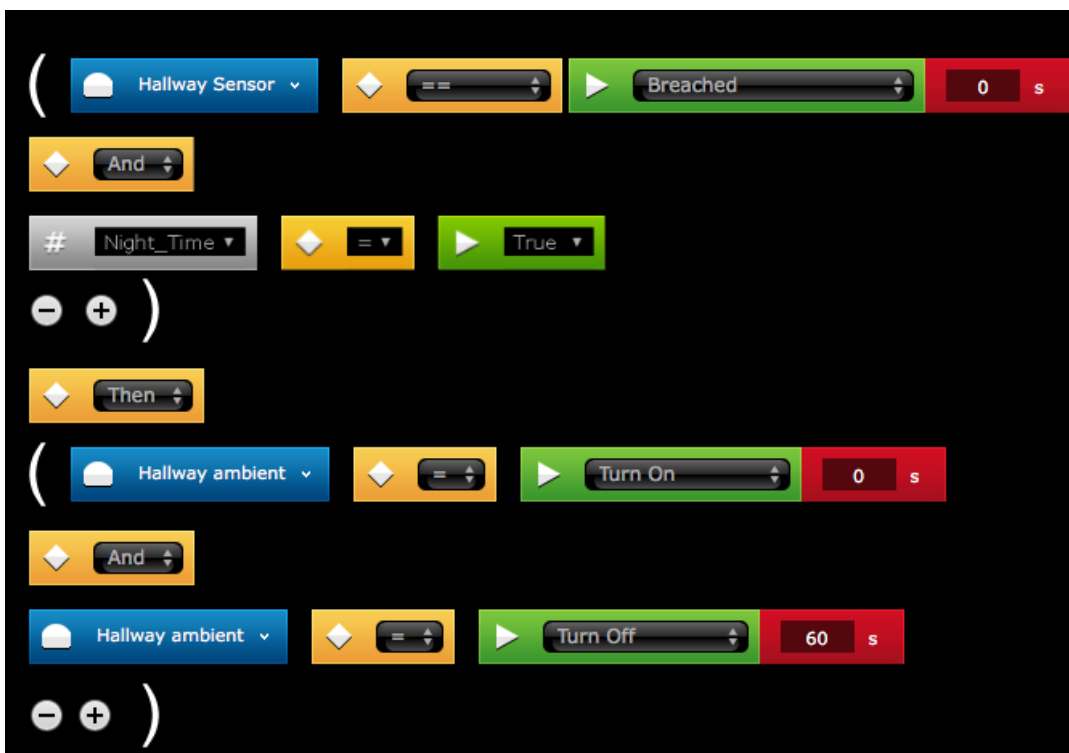 ( Hallway Sensor == Breached 0 s
And
# Night_Time = True
)
Then
( Hallway ambient = Turn On 0 s
And
Hallway ambient = Turn Off 60 s
)